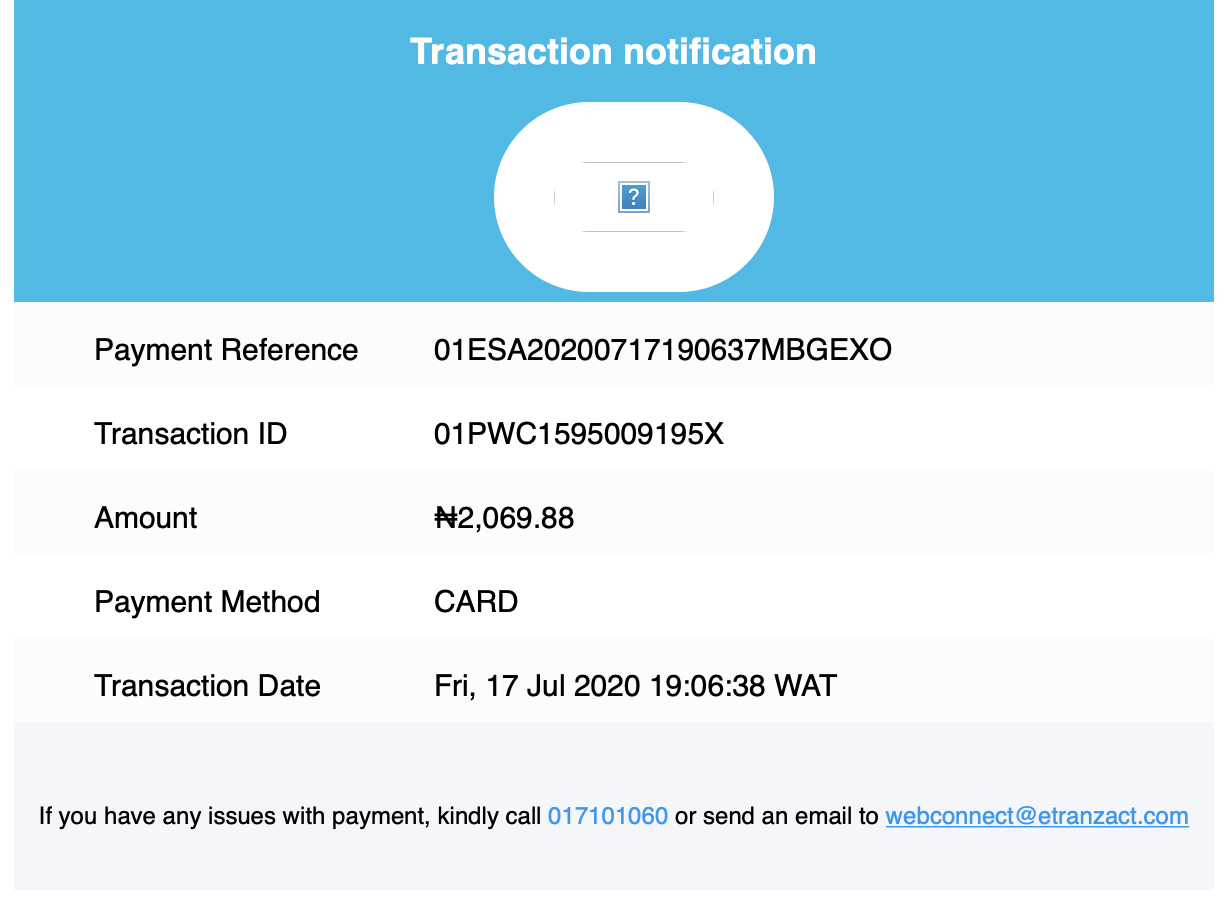 Transaction notification
?
Payment Reference 01ESA20200717190637MBGEXO
Transaction ID 01PWC1595009195X
Amount ₦2,069.88
Payment Method CARD
Transaction Date Fri, 17 Jul 2020 19:06:38 WAT
If you have any issues with payment, kindly call 017101060 or send an email to webconnect@etranzact.com